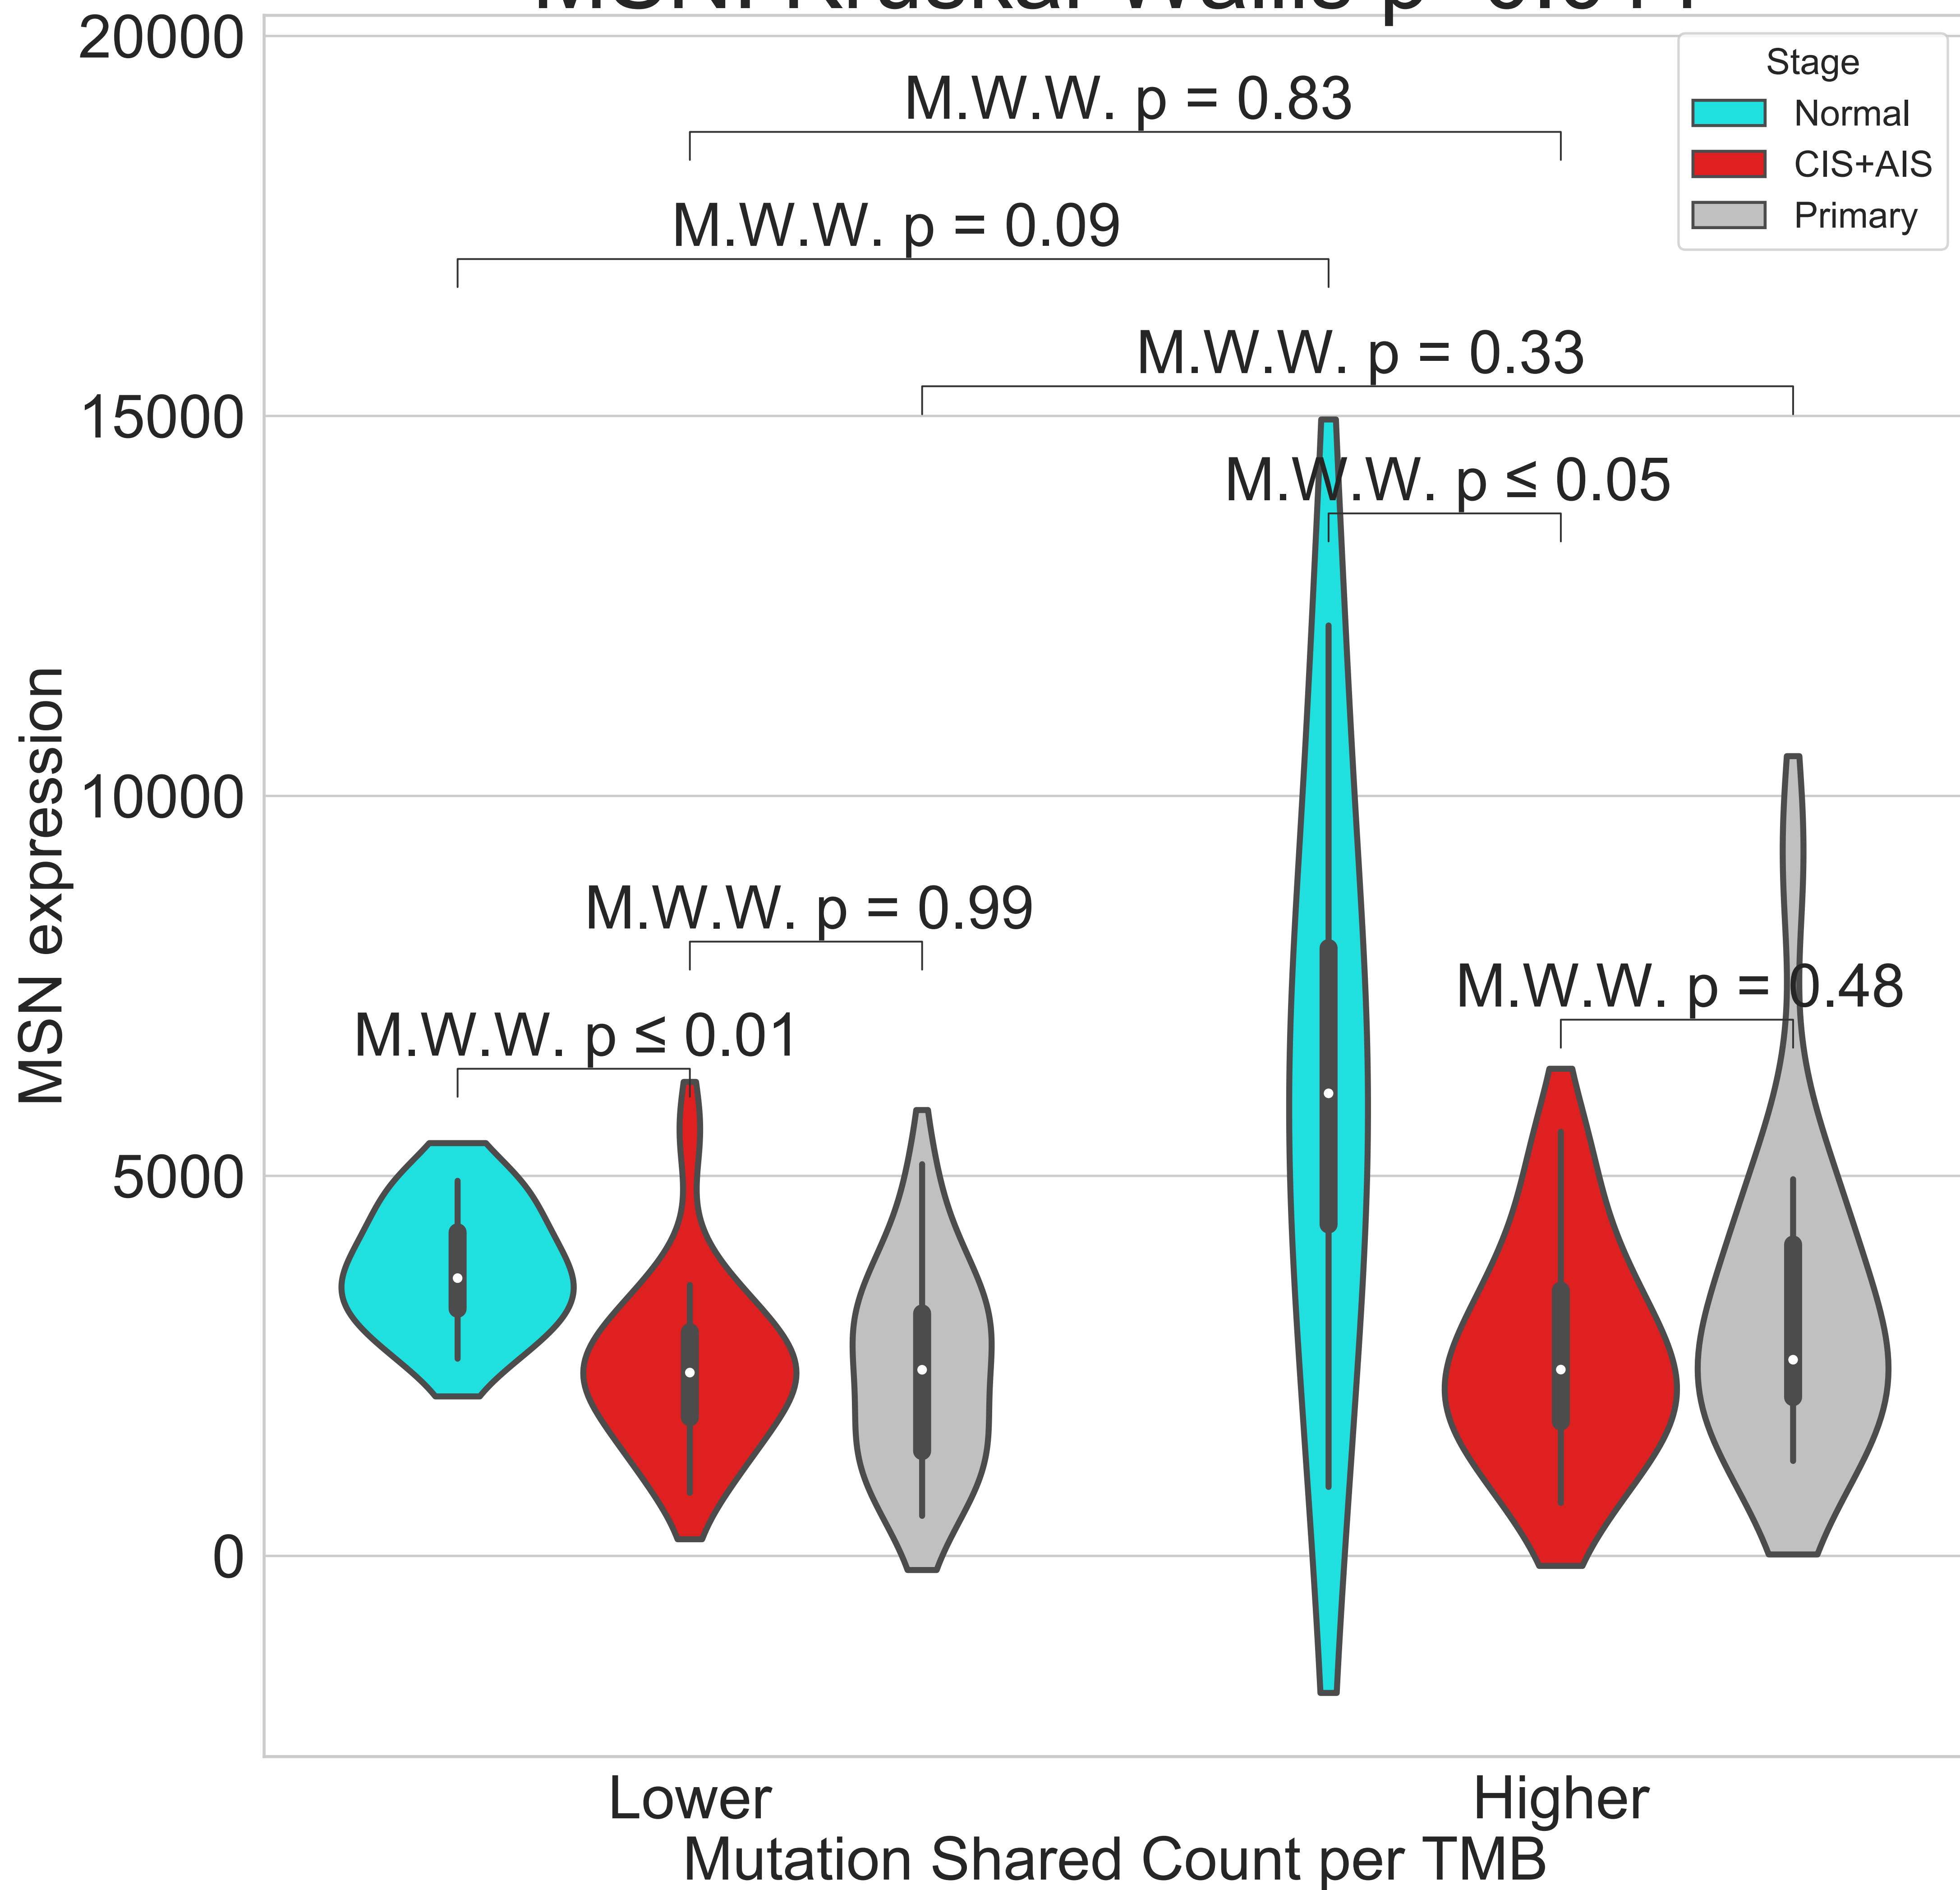 20000
15000
10000
5000
0
MSN expression
M.W.W. p = 0.83
M.W.W. p = 0.09
M.W.W. p = 0.33
M.W.W. p ≤ 0.05
M.W.W. p = 0.99
M.W.W. p = 0.48
M.W.W. p ≤ 0.01
Stage
Normal
CIS+AIS
Primary
Lower
Higher
Mutation Shared Count per TMB